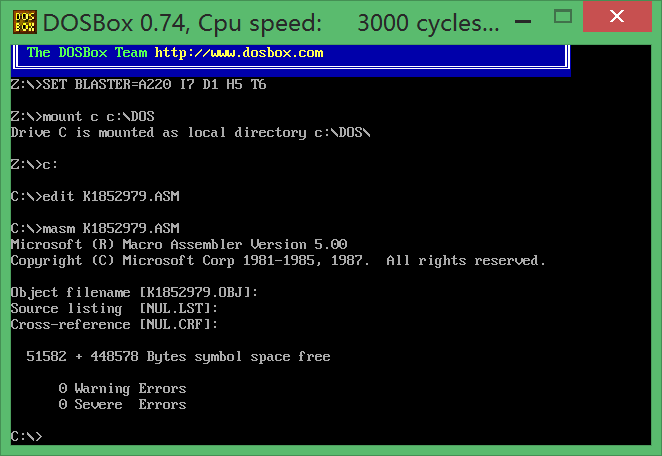 DOSBox 0.74, Cpu speed: 3000 cycles...
The DOSBox Team http://www.dosbox.com
Z:\>SET BLASTER=A220 I7 D1 H5 T6
Z:\>mount c c:\DOS
Drive C is mounted as local directory c:\DOS\
Z:\>c:
C:\>edit K1852979.ASM
C:\>masm K1852979.ASM
Microsoft (R) Macro Assembler Version 5.00
Copyright (C) Microsoft Corp 1981-1985, 1987.  All rights reserved.
Object filename [K1852979.OBJ]:
Source listing  [NUL.LST]:
Cross-reference [NUL.CRF]:
51582 + 448578 Bytes symbol space free
0 Warning Errors
0 Severe  Errors
C:\>